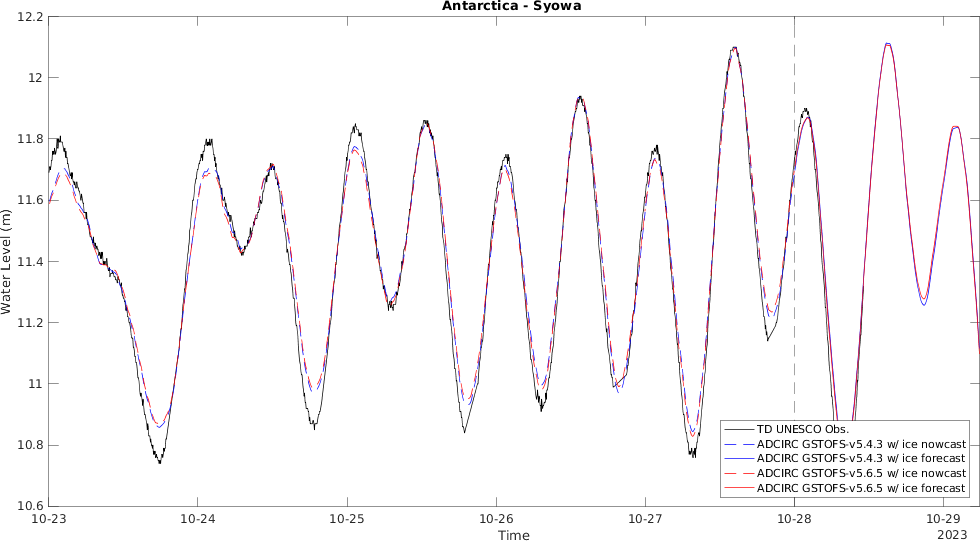 Antarctica - Syowa
Water Level (m)
12.2
12
11.8
11.6
11.4
11.2
11
10.8
10.6
TD UNESCO Obs.
ADCIRC GSTOFS-v5.4.3 w/ ice nowcast
ADCIRC GSTOFS-v5.4.3 w/ ice forecast
ADCIRC GSTOFS-v5.6.5 w/ ice nowcast
ADCIRC GSTOFS-v5.6.5 w/ ice forecast
10-23 10-24 10-25 10-26 10-27 10-28 10-29
Time
2023